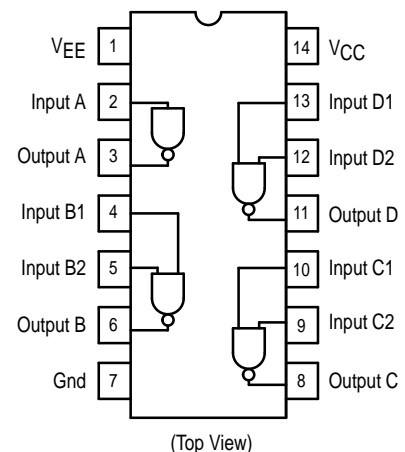 VEE 1 14 VCC
Input A 2 13 Input D1
Output A 3 12 Input D2
Input B1 4 11 Output D
Input B2 5 10 Input C1
Output B 6 9 Input C2
Gnd 7 8 Output C
(Top View)